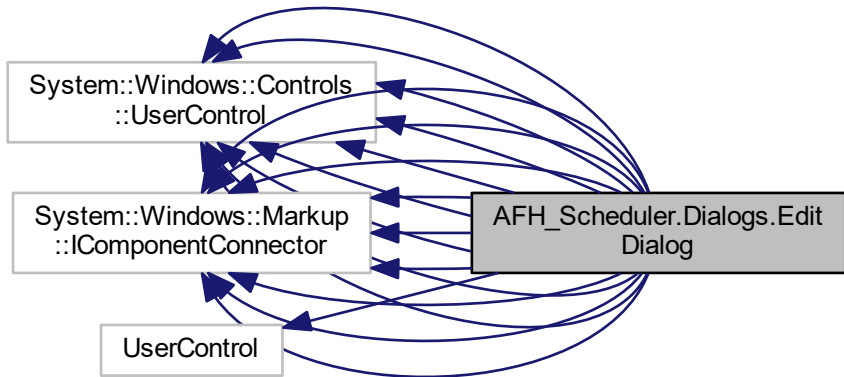 System::Windows::Controls
::UserControl
System::Windows::Markup
::IComponentConnector
AFH_Scheduler.Dialogs.Edit
Dialog
UserControl